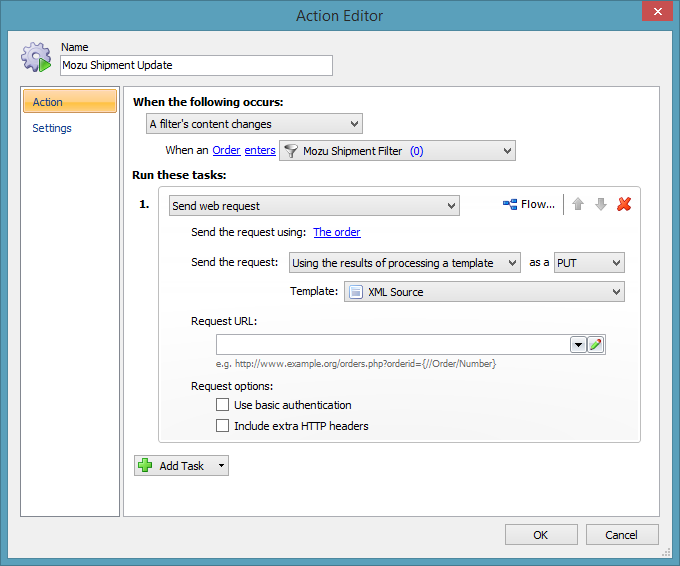 Action Editor
Name
Mozu Shipment Update
Action
Settings
When the following occurs:
A filter's content changes
When an Order enters Mozu Shipment Filter (0)
Run these tasks:
1. Send web request Flow...
Send the request using: The order
Send the request: Using the results of processing a template as a PUT
Template: XML Source
Request URL:
e.g. http://www.example.org/orders.php?orderid={//Order/Number}
Request options:
Use basic authentication
Include extra HTTP headers
Add Task
OK Cancel